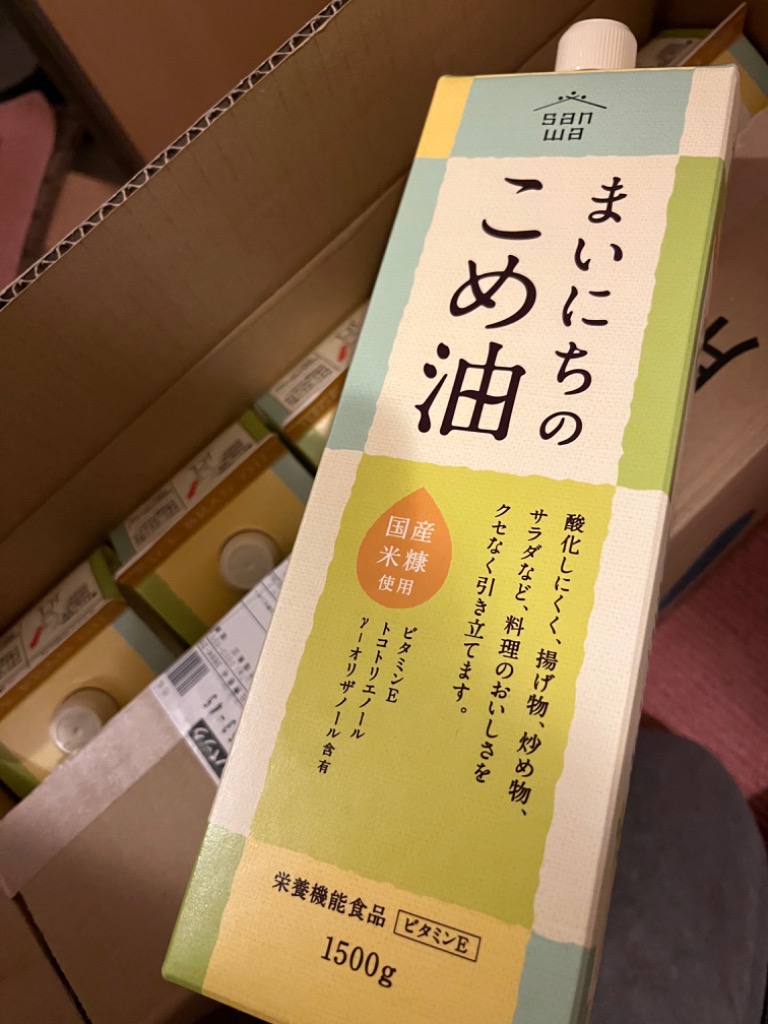 san
wa
まいにちの
こめ油
酸化しにくく、揚げ物、炒め物、
サラダなど、料理のおいしさを
クセなく引き立てます。
国産
米糠
使用
ビタミンE
トコトリエノール
γ-オリザノール含有
栄養機能食品 ビタミンE
1500g